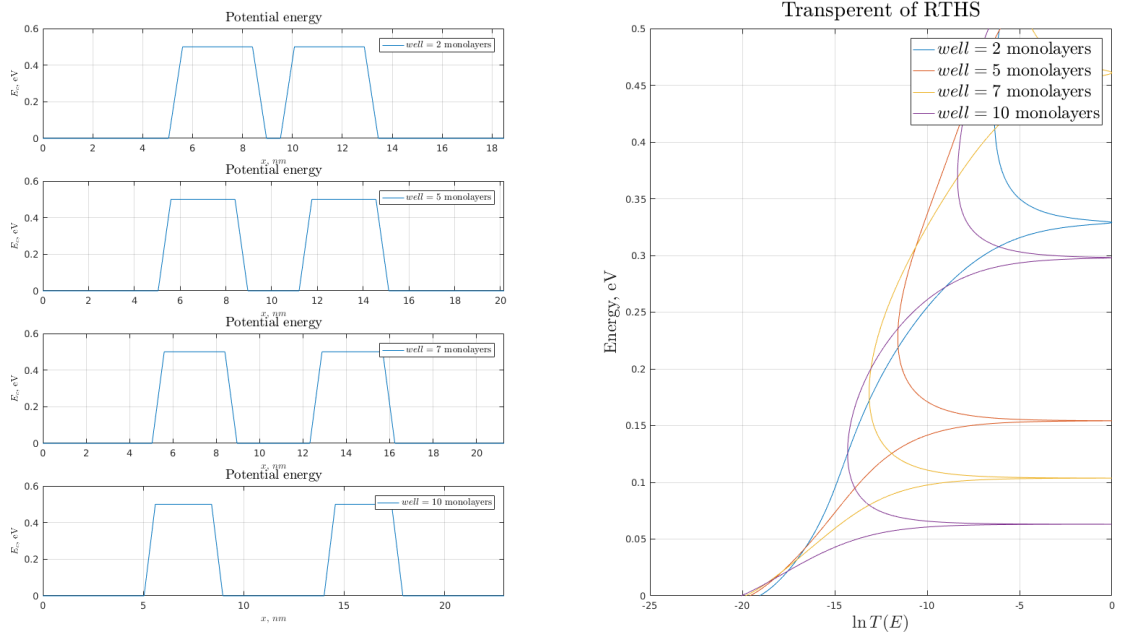 Potential energy
well = 2 monolayers
E_c, eV
0.6
0.4
0.2
0
0 2 4 6 8 10 12 14 16 18
x, nm
Potential energy
well = 5 monolayers
E_c, eV
0.6
0.4
0.2
0
0 2 4 6 8 10 12 14 16 18 20
x, nm
Potential energy
well = 7 monolayers
E_c, eV
0.6
0.4
0.2
0
0 2 4 6 8 10 12 14 16 18 20
x, nm
Potential energy
well = 10 monolayers
E_c, eV
0.6
0.4
0.2
0
0 5 10 15 20
x, nm
Transperent of RTHS
well = 2 monolayers
well = 5 monolayers
well = 7 monolayers
well = 10 monolayers
Energy, eV
0.5
0.45
0.4
0.35
0.3
0.25
0.2
0.15
0.1
0.05
0
-25 -20 -15 -10 -5 0
ln T(E)